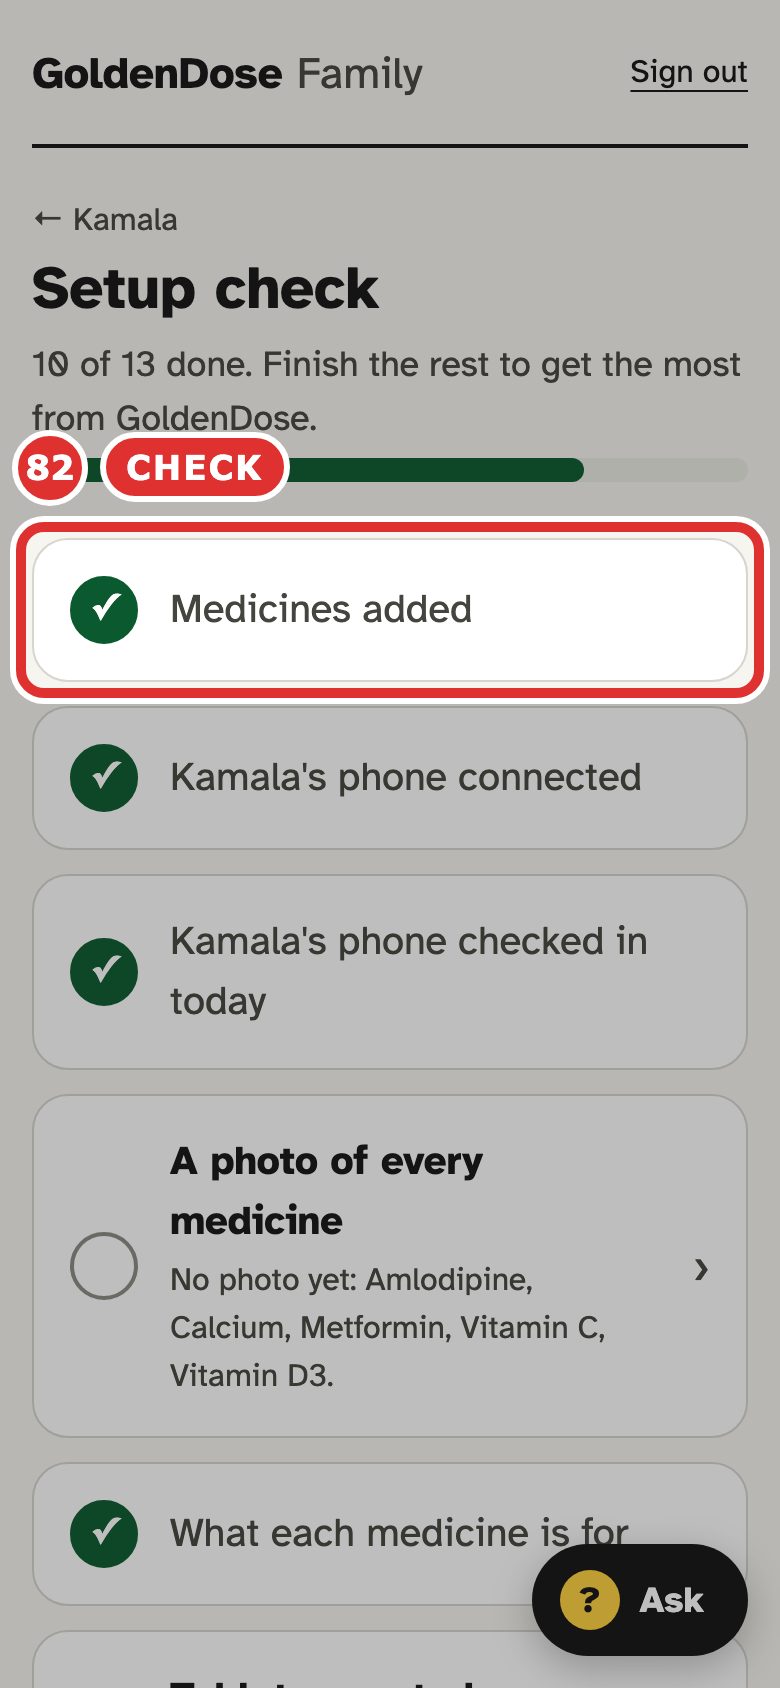 GoldenDose Family
Sign out
← Kamala
Setup check
10 of 13 done. Finish the rest to get the most
from GoldenDose.
82 CHECK
Medicines added
Kamala's phone connected
Kamala's phone checked in
today
A photo of every
medicine
No photo yet: Amlodipine,
Calcium, Metformin, Vitamin C,
Vitamin D3.
What each medicine is for
? Ask